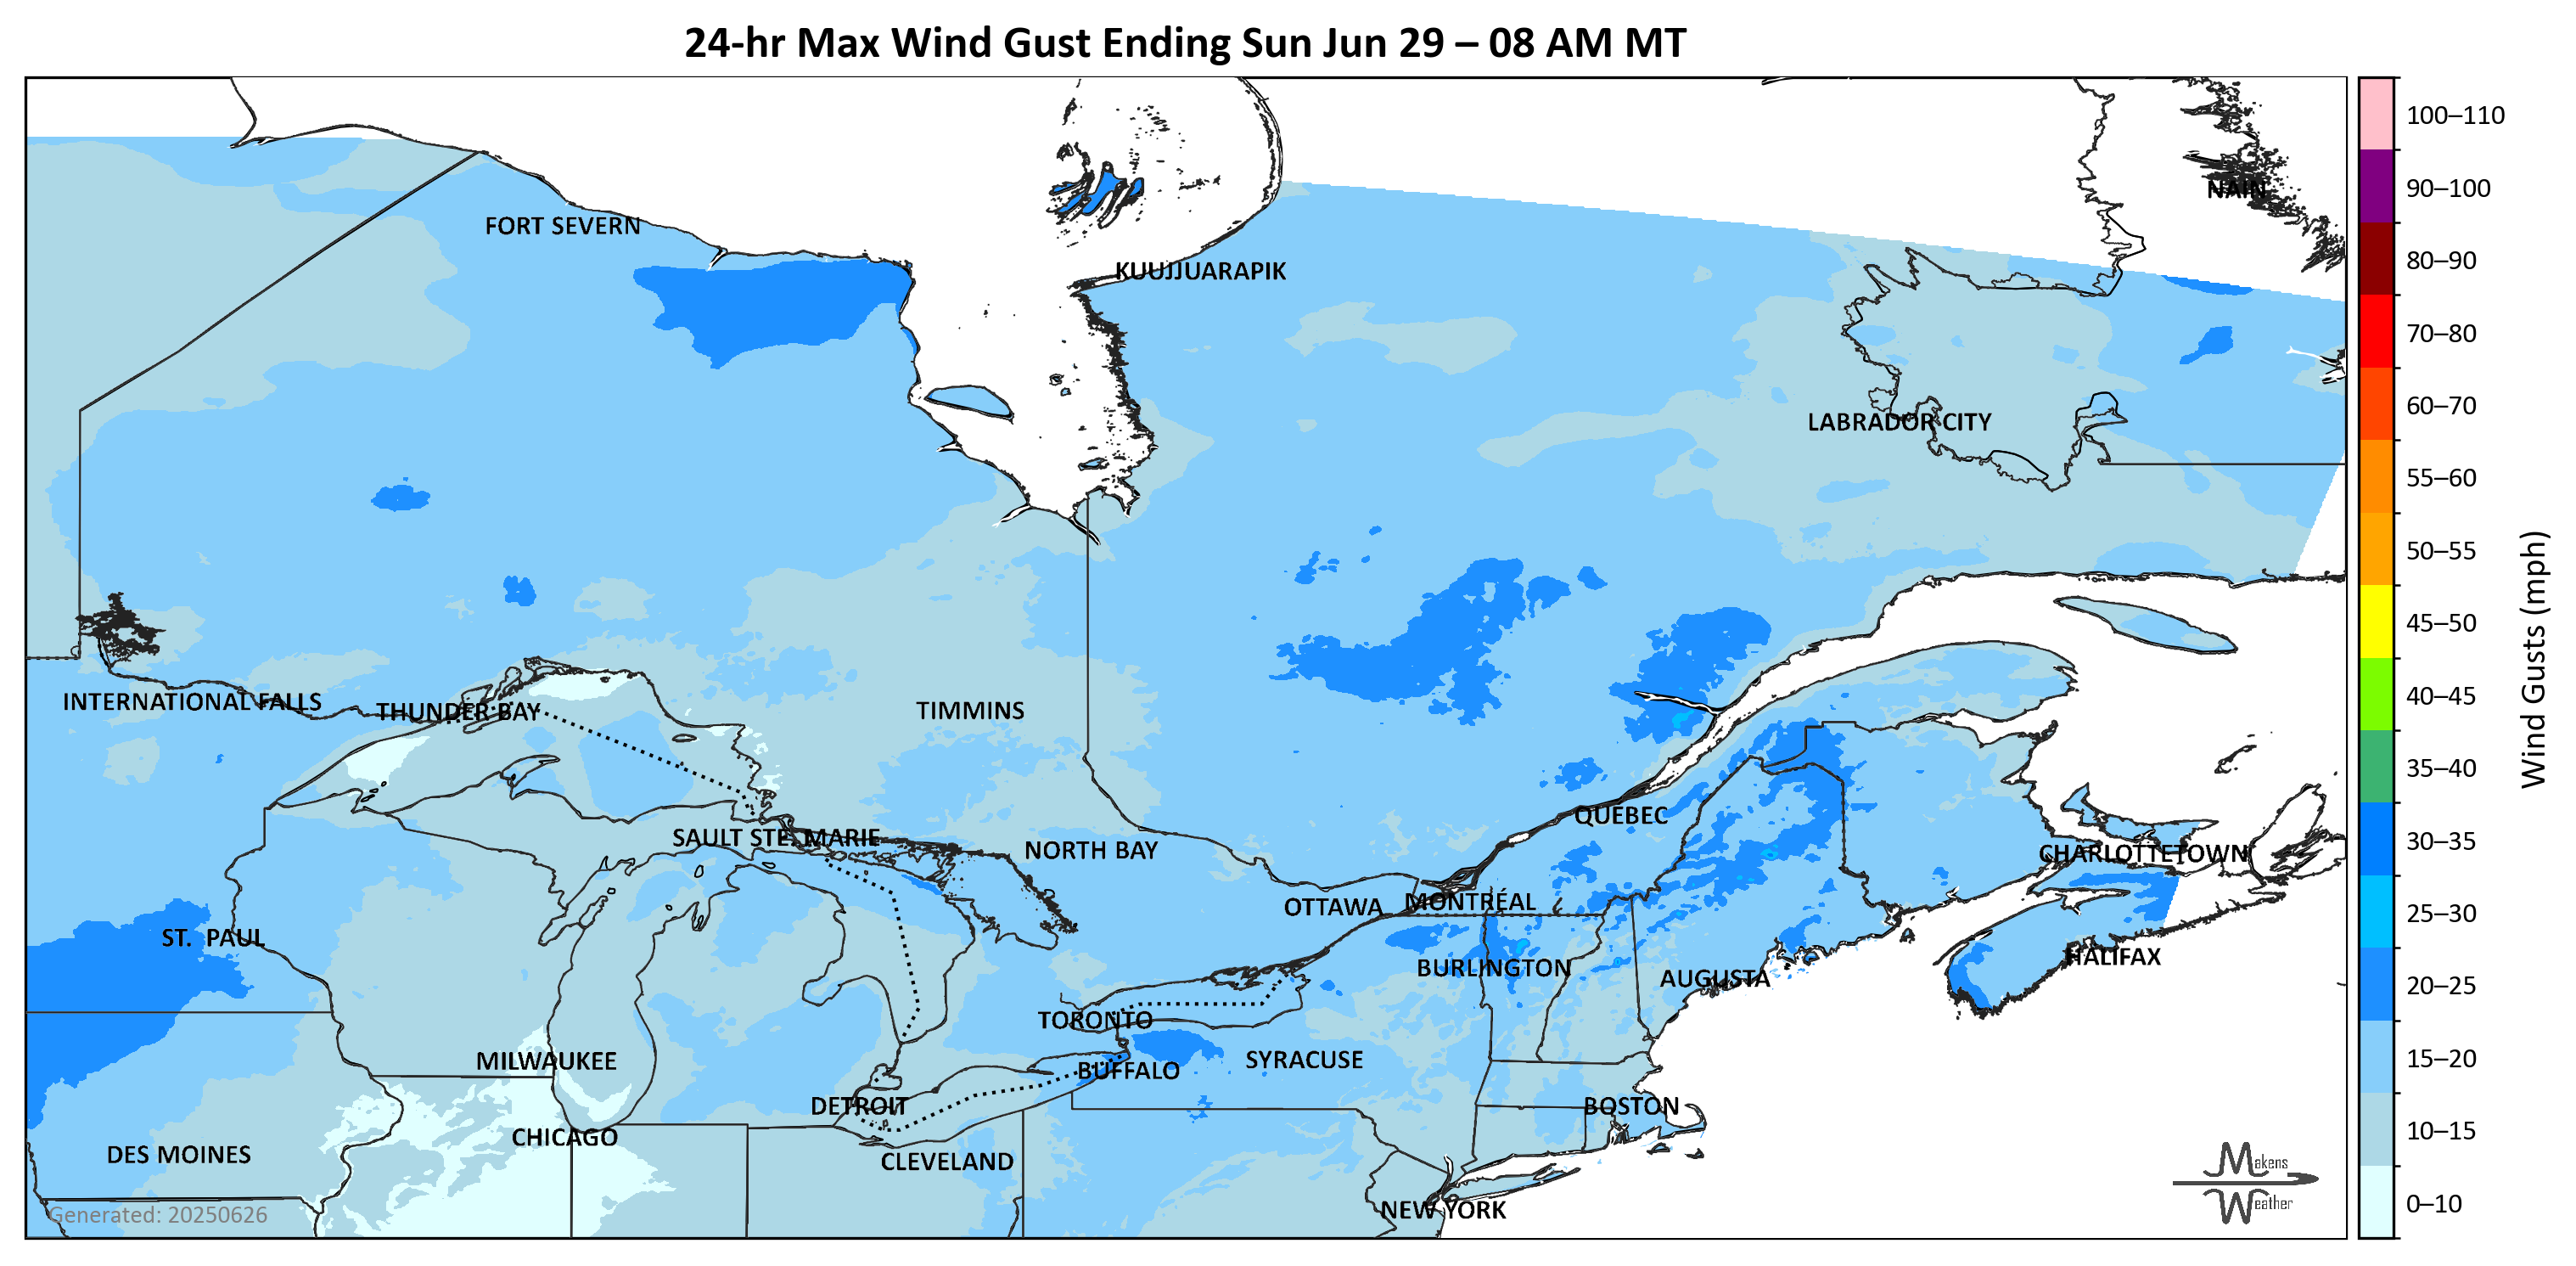 24-hr Max Wind Gust Ending Sun Jun 29 – 08 AM MT
100–110
90–100
80–90
70–80
60–70
55–60
50–55
45–50
40–45
35–40
30–35
25–30
20–25
15–20
10–15
0–10
Wind Gusts (mph)
NAIN
FORT SEVERN
KUUJJUARAPIK
LABRADOR CITY
INTERNATIONAL FALLS
THUNDER BAY
TIMMINS
QUEBEC
SAULT STE. MARIE
NORTH BAY
CHARLOTTETOWN
OTTAWA
MONTRÉAL
ST. PAUL
HALIFAX
BURLINGTON
AUGUSTA
TORONTO
MILWAUKEE
BUFFALO
SYRACUSE
DETROIT
BOSTON
CHICAGO
DES MOINES
CLEVELAND
NEW YORK
Generated: 20250626
Makens
Weather